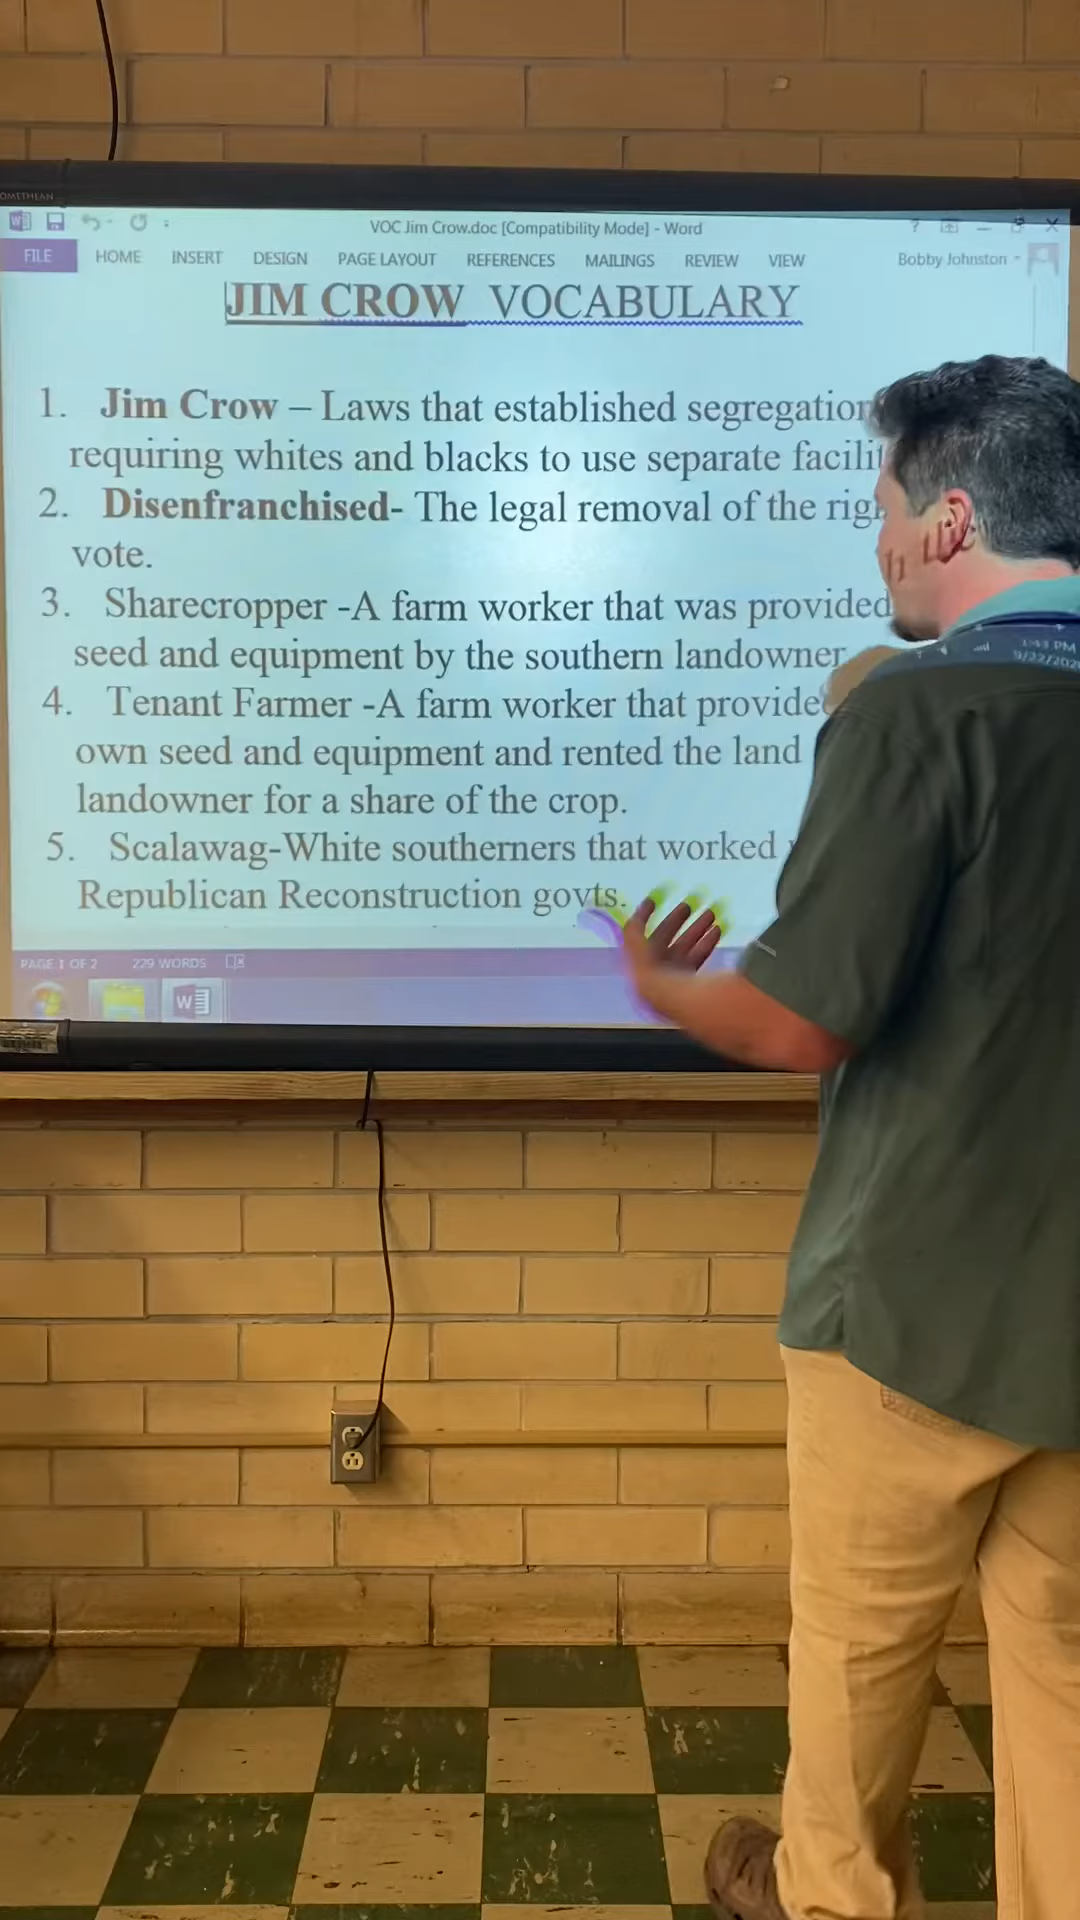 VOC Jim Crow.doc [Compatibility Mode] - Word
FILE HOME INSERT DESIGN PAGE LAYOUT REFERENCES MAILINGS REVIEW VIEW Bobby Johnston
JIM CROW VOCABULARY
1. Jim Crow – Laws that established segregation
requiring whites and blacks to use separate
2. Disenfranchised- The legal removal of the
vote.
3. Sharecropper -A farm worker that was provided
seed and equipment by the southern landowner
4. Tenant Farmer -A farm worker that
own seed and equipment and rented the land
landowner for a share of the crop.
5. Scalawag-White southerners that worked
Republican Reconstruction govts.
PAGE 1 OF 2 229 WORDS
1:43 PM